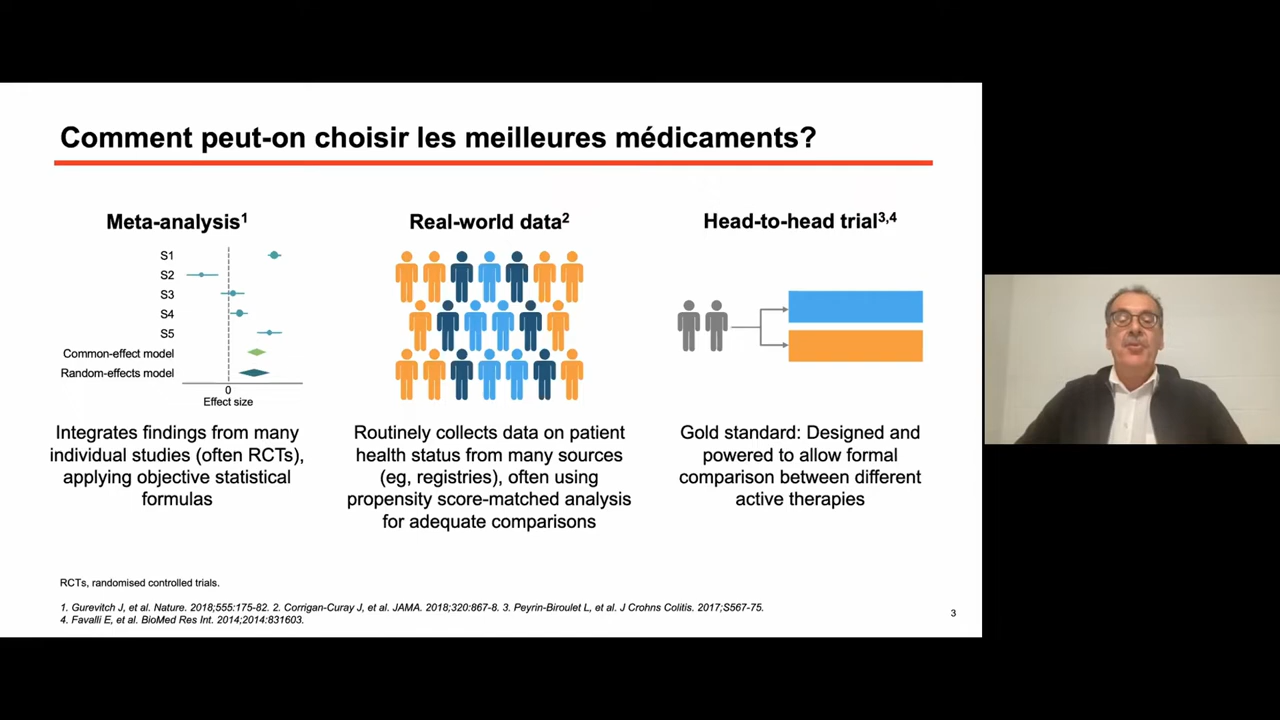 Comment peut-on choisir les meilleures médicaments?
Meta-analysis1
S1
S2
S3
S4
S5
Common-effect model
Random-effects model
0
Effect size
Integrates findings from many
individual studies (often RCTs),
applying objective statistical
formulas
Real-world data2
Routinely collects data on patient
health status from many sources
(eg, registries), often using
propensity score-matched analysis
for adequate comparisons
Head-to-head trial3,4
Gold standard: Designed and
powered to allow formal
comparison between different
active therapies
RCTs, randomised controlled trials.
1. Gurevitch J, et al. Nature. 2018;555:175-82. 2. Corrigan-Curay J, et al. JAMA. 2018;320:867-8. 3. Peyrin-Biroulet L, et al. J Crohns Colitis. 2017;S567-75.
4. Favalli E, et al. BioMed Res Int. 2014;2014:831603.
3